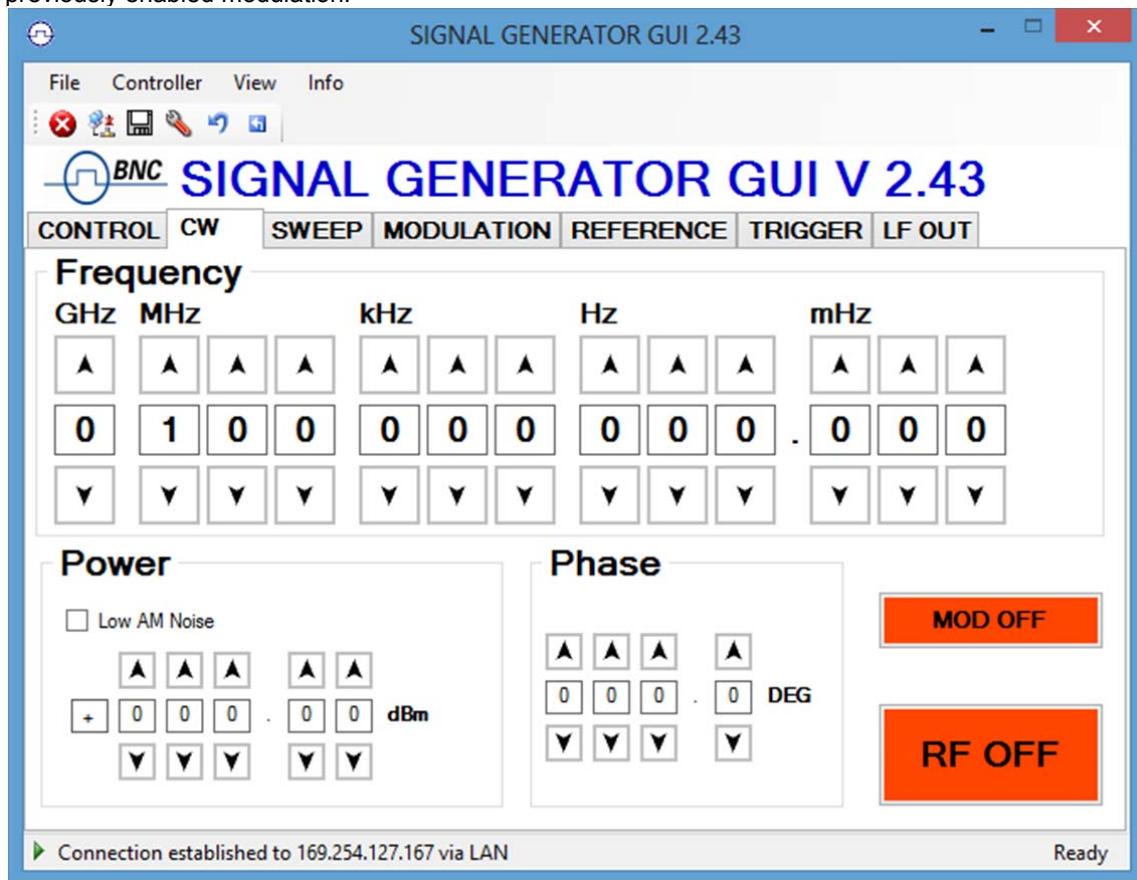 previously enabled modulation.
SIGNAL GENERATOR GUI 2.43
File Controller View Info
BNC SIGNAL GENERATOR GUI V 2.43
CONTROL CW SWEEP MODULATION REFERENCE TRIGGER LF OUT
Frequency
GHz MHz kHz Hz mHz
0 1 0 0 0 0 0 0 0 0 . 0 0 0
Power
Low AM Noise
+ 0 0 0 . 0 0 dBm
Phase
0 0 0 . 0 DEG
MOD OFF
RF OFF
Connection established to 169.254.127.167 via LAN
Ready